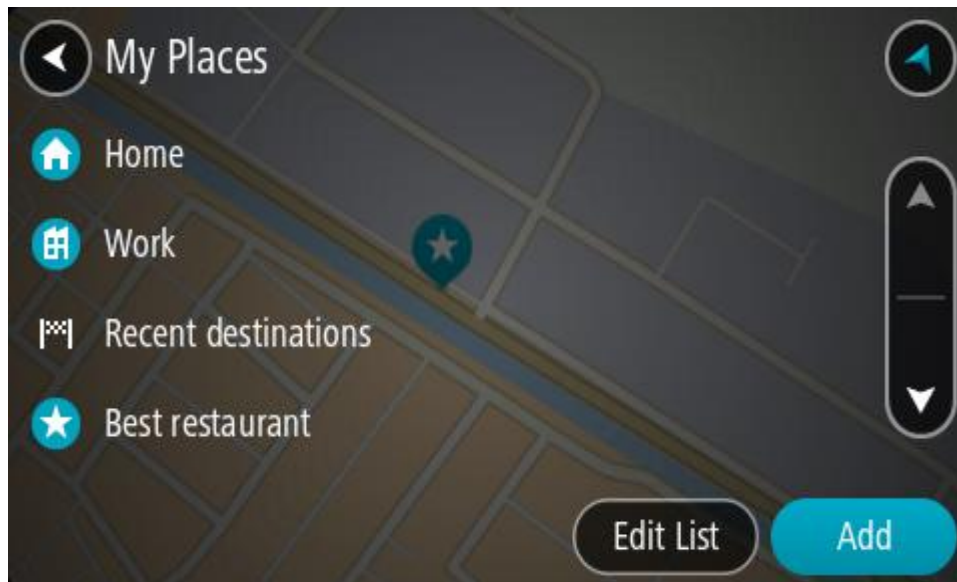 My Places
Home
Work
Recent destinations
Best restaurant
Edit List
Add